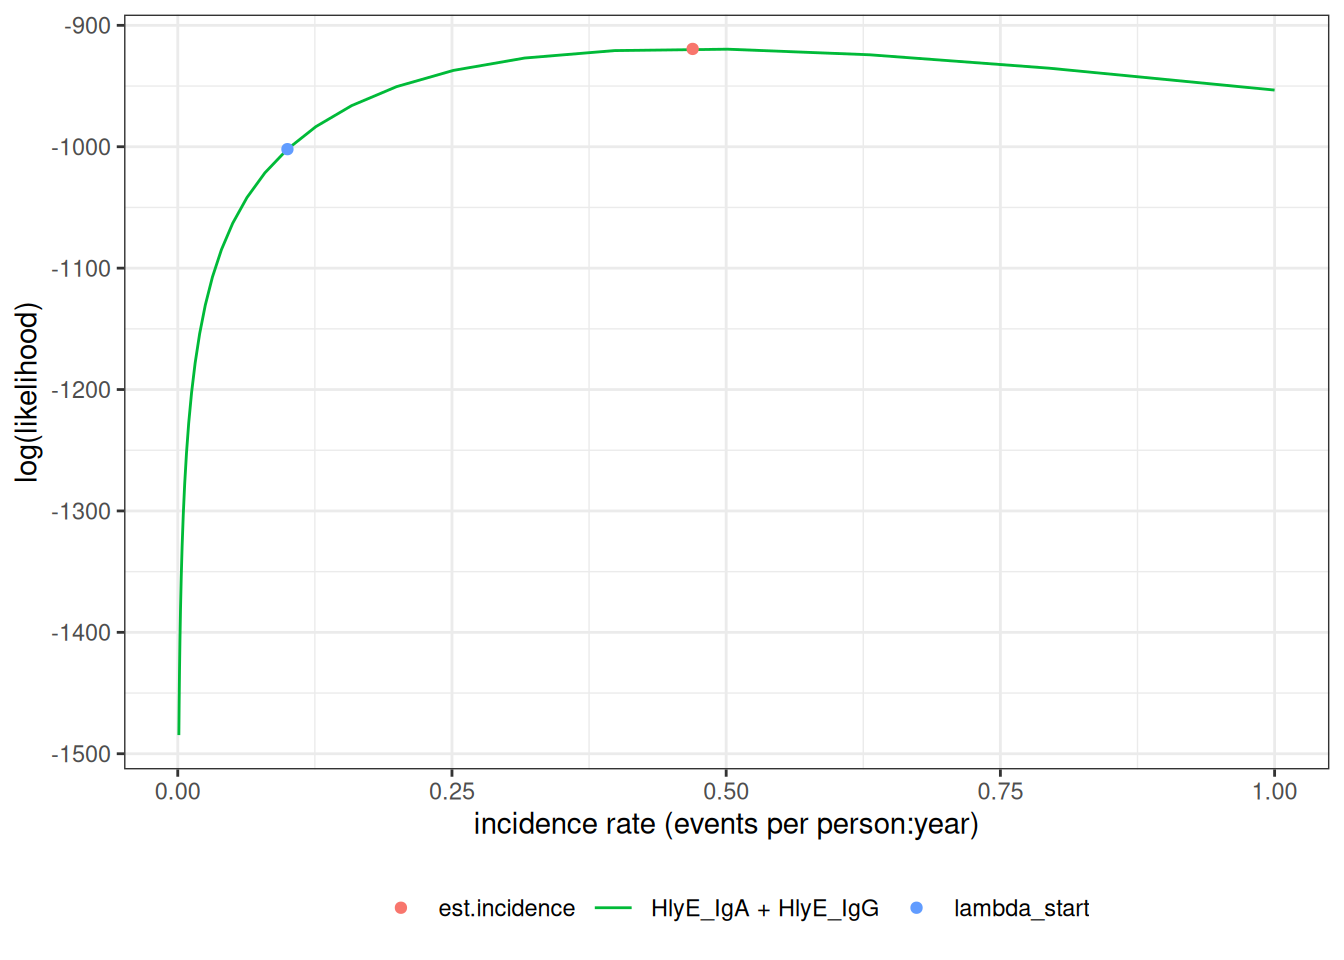 -900
-1000
-1100
-1200
-1300
-1400
-1500
log(likelihood)
0.00 0.25 0.50 0.75 1.00
incidence rate (events per person:year)
est.incidence HlyE_IgA + HlyE_IgG lambda_start